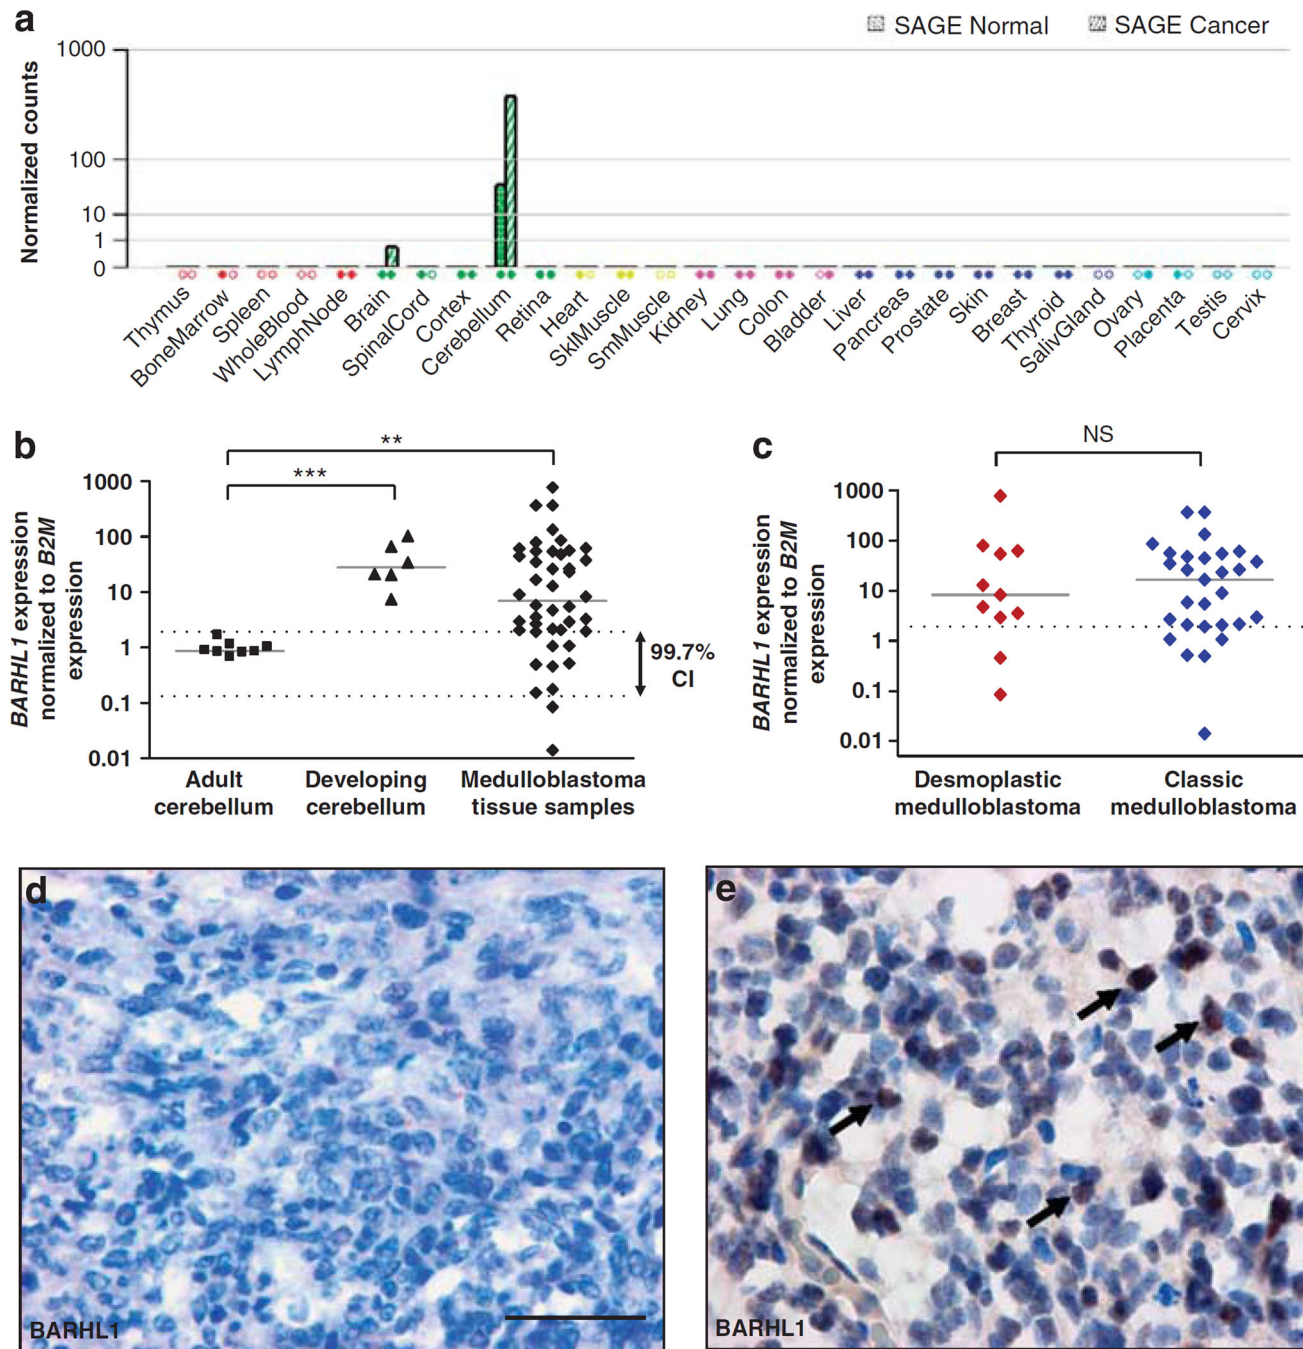 a
SAGE Normal SAGE Cancer
Normalized counts
1000
100
10
1
0
Thymus
BoneMarrow
Spleen
WholeBlood
LymphNode
Brain
SpinalCord
Cortex
Cerebellum
Retina
Heart
SklMuscle
SmMuscle
Kidney
Lung
Colon
Bladder
Liver
Pancreas
Prostate
Skin
Breast
Thyroid
SalivGland
Ovary
Placenta
Testis
Cervix
b
**
***
BARHL1 expression
normalized to B2M
expression
1000
100
10
1
0.1
0.01
99.7%
CI
Adult
cerebellum
Developing
cerebellum
Medulloblastoma
tissue samples
c
NS
BARHL1 expression
normalized to B2M
expression
1000
100
10
1
0.1
0.01
Desmoplastic
medulloblastoma
Classic
medulloblastoma
d
BARHL1
e
BARHL1